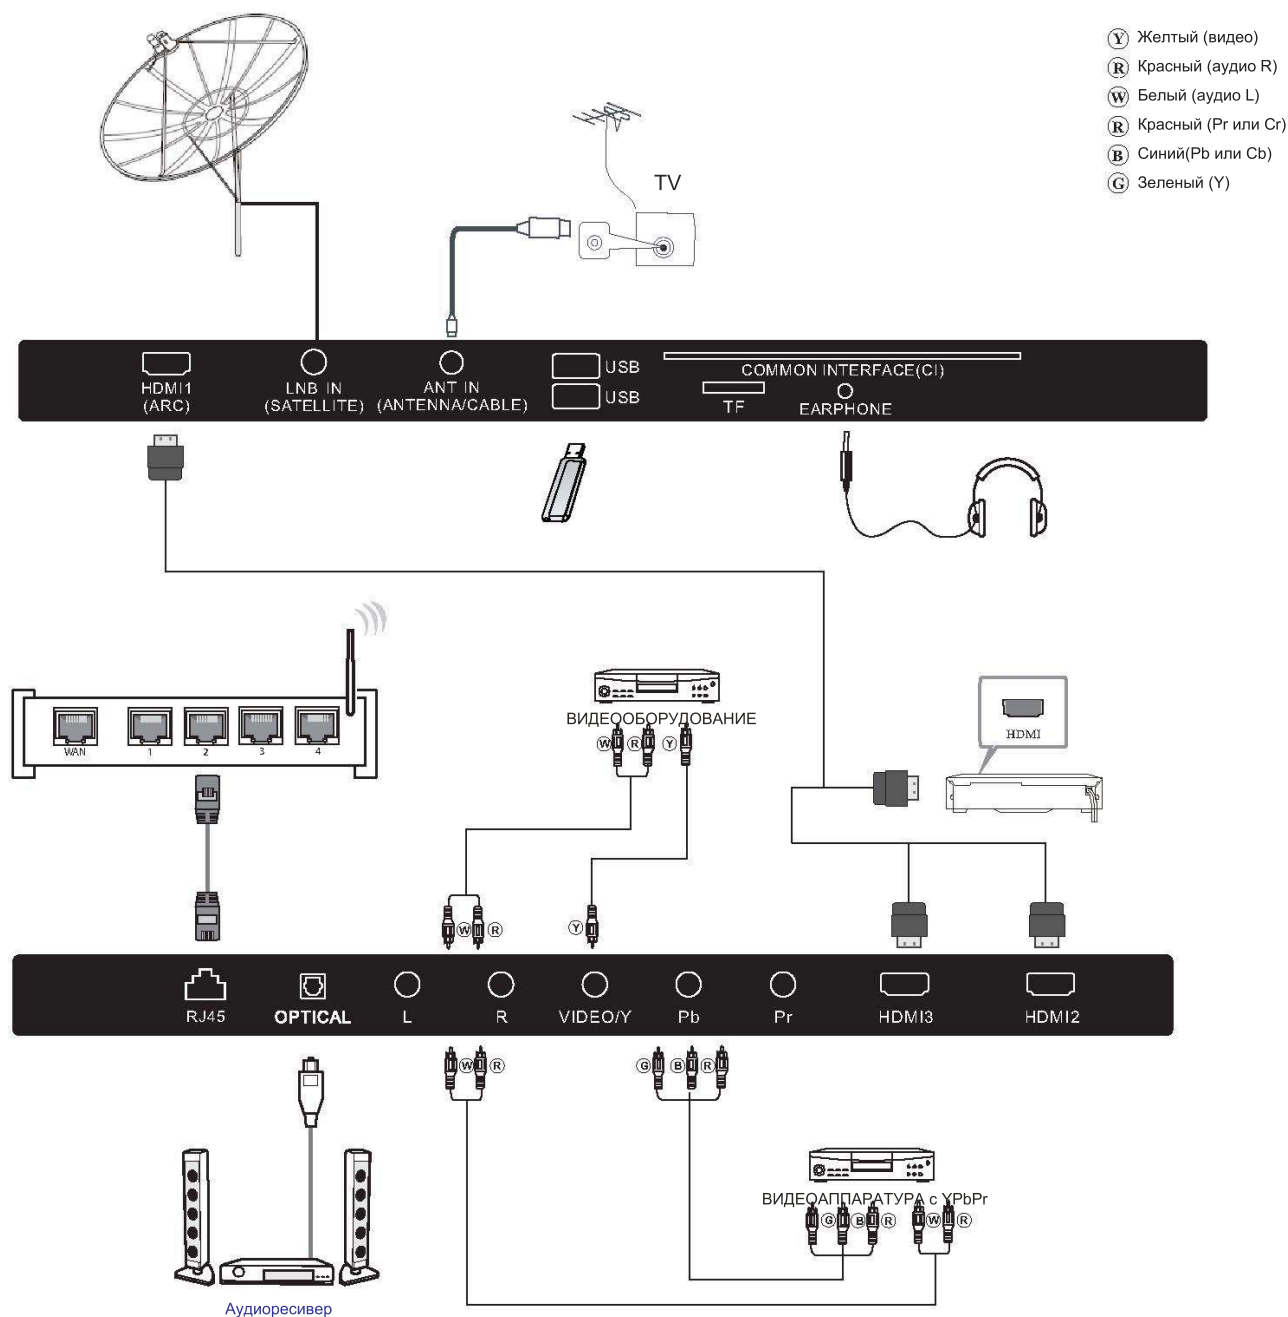 Ⓨ Желтый (видео)
Ⓡ Красный (аудио R)
Ⓦ Белый (аудио L)
Ⓡ Красный (Pr или Cr)
Ⓑ Синий(Pb или Cb)
Ⓖ Зеленый (Y)
TV
HDMI1
(ARC)
LNB IN
(SATELLITE)
ANT IN
(ANTENNA/CABLE)
USB
USB
COMMON INTERFACE(CI)
TF
EARPHONE
ВИДЕООБОРУДОВАНИЕ
Ⓦ Ⓡ Ⓨ
HDMI
WAN 1 2 3 4
Ⓦ Ⓡ Ⓨ
RJ45 OPTICAL L R VIDEO/Y Pb Pr HDMI3 HDMI2
Ⓦ Ⓡ Ⓖ Ⓑ Ⓡ
ВИДЕОАППАРАТУРА с YPbPr
Ⓖ Ⓑ Ⓡ Ⓦ Ⓡ
Аудиоресивер